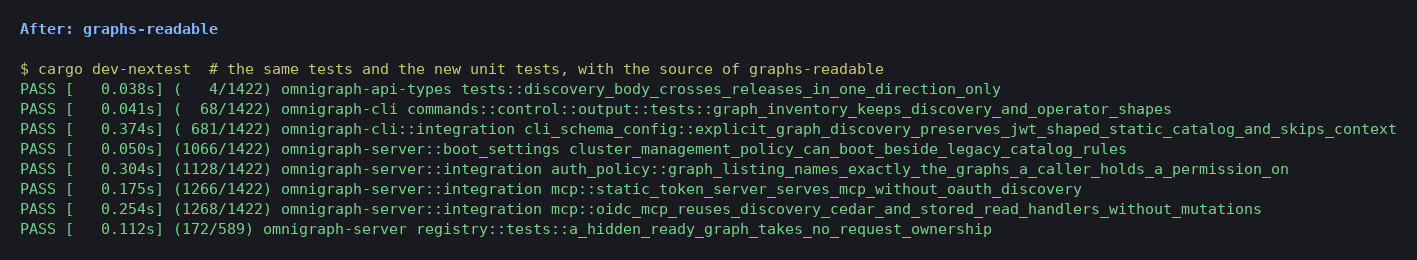 After: graphs-readable
$ cargo dev-nextest  # the same tests and the new unit tests, with the source of graphs-readable
PASS [   0.038s] (   4/1422) omnigraph-api-types tests::discovery_body_crosses_releases_in_one_direction_only
PASS [   0.041s] (  68/1422) omnigraph-cli commands::control::output::tests::graph_inventory_keeps_discovery_and_operator_shapes
PASS [   0.374s] ( 681/1422) omnigraph-cli::integration cli_schema_config::explicit_graph_discovery_preserves_jwt_shaped_static_catalog_and_skips_context
PASS [   0.050s] (1066/1422) omnigraph-server::boot_settings cluster_management_policy_can_boot_beside_legacy_catalog_rules
PASS [   0.304s] (1128/1422) omnigraph-server::integration auth_policy::graph_listing_names_exactly_the_graphs_a_caller_holds_a_permission_on
PASS [   0.175s] (1266/1422) omnigraph-server::integration mcp::static_token_server_serves_mcp_without_oauth_discovery
PASS [   0.254s] (1268/1422) omnigraph-server::integration mcp::oidc_mcp_reuses_discovery_cedar_and_stored_read_handlers_without_mutations
PASS [   0.112s] (172/589) omnigraph-server registry::tests::a_hidden_ready_graph_takes_no_request_ownership